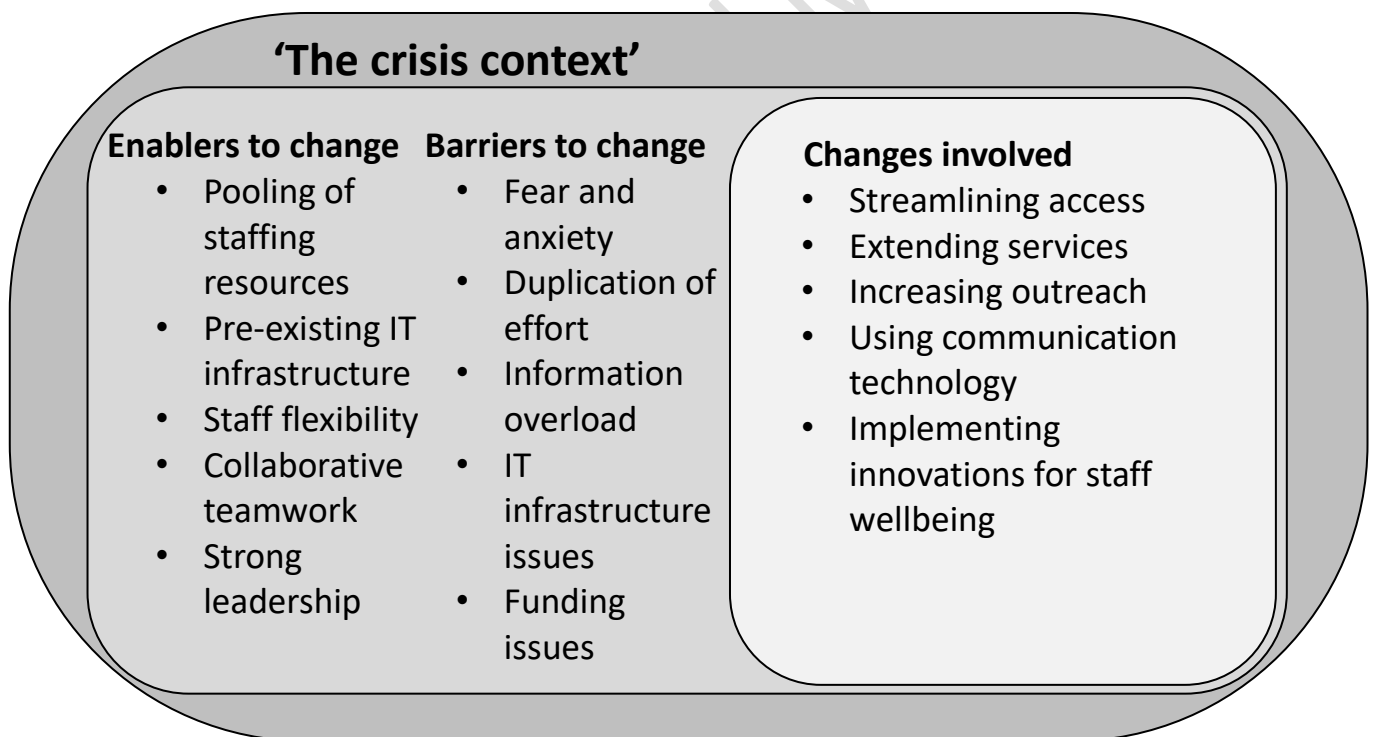 ‘The crisis context’
Enablers to change
• Pooling of
staffing
resources
• Pre-existing IT
infrastructure
• Staff flexibility
• Collaborative
teamwork
• Strong
leadership
Barriers to change
• Fear and
anxiety
• Duplication of
effort
• Information
overload
• IT
infrastructure
issues
• Funding
issues
Changes involved
• Streamlining access
• Extending services
• Increasing outreach
• Using communication
technology
• Implementing
innovations for staff
wellbeing